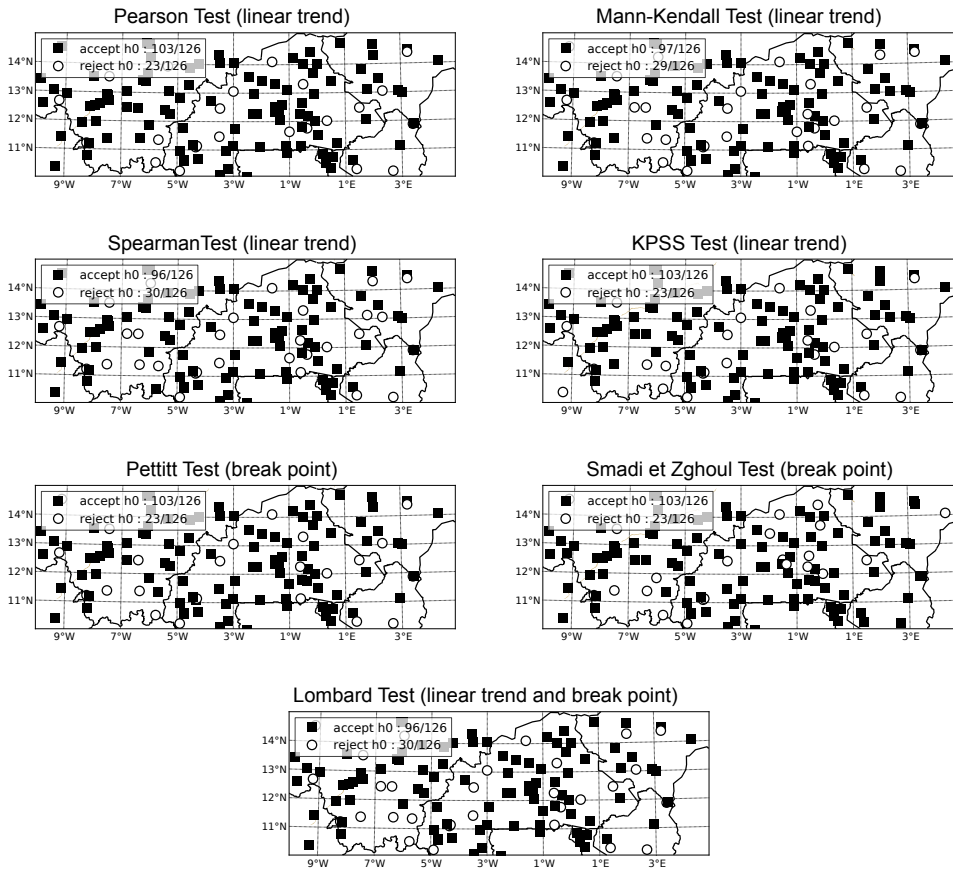 Pearson Test (linear trend)
accept h0 : 103/126
reject h0 : 23/126
14°N
13°N
12°N
11°N
9°W 7°W 5°W 3°W 1°W 1°E 3°E
Mann-Kendall Test (linear trend)
accept h0 : 97/126
reject h0 : 29/126
14°N
13°N
12°N
11°N
9°W 7°W 5°W 3°W 1°W 1°E 3°E
SpearmanTest (linear trend)
accept h0 : 96/126
reject h0 : 30/126
14°N
13°N
12°N
11°N
9°W 7°W 5°W 3°W 1°W 1°E 3°E
KPSS Test (linear trend)
accept h0 : 103/126
reject h0 : 23/126
14°N
13°N
12°N
11°N
9°W 7°W 5°W 3°W 1°W 1°E 3°E
Pettitt Test (break point)
accept h0 : 103/126
reject h0 : 23/126
14°N
13°N
12°N
11°N
9°W 7°W 5°W 3°W 1°W 1°E 3°E
Smadi et Zghoul Test (break point)
accept h0 : 103/126
reject h0 : 23/126
14°N
13°N
12°N
11°N
9°W 7°W 5°W 3°W 1°W 1°E 3°E
Lombard Test (linear trend and break point)
accept h0 : 96/126
reject h0 : 30/126
14°N
13°N
12°N
11°N
9°W 7°W 5°W 3°W 1°W 1°E 3°E